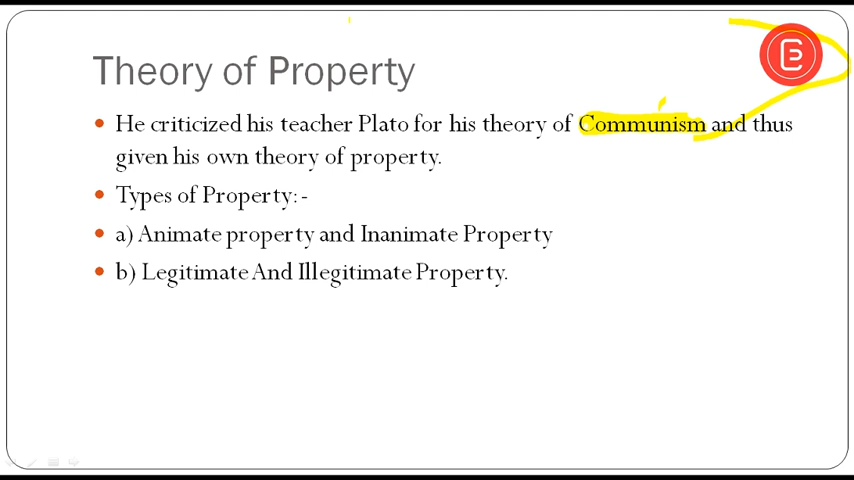 Theory of Property
He criticized his teacher Plato for his theory of Communism and thus
given his own theory of property.
Types of Property: -
a) Animate property and Inanimate Property
b) Legitimate And Illegitimate Property.